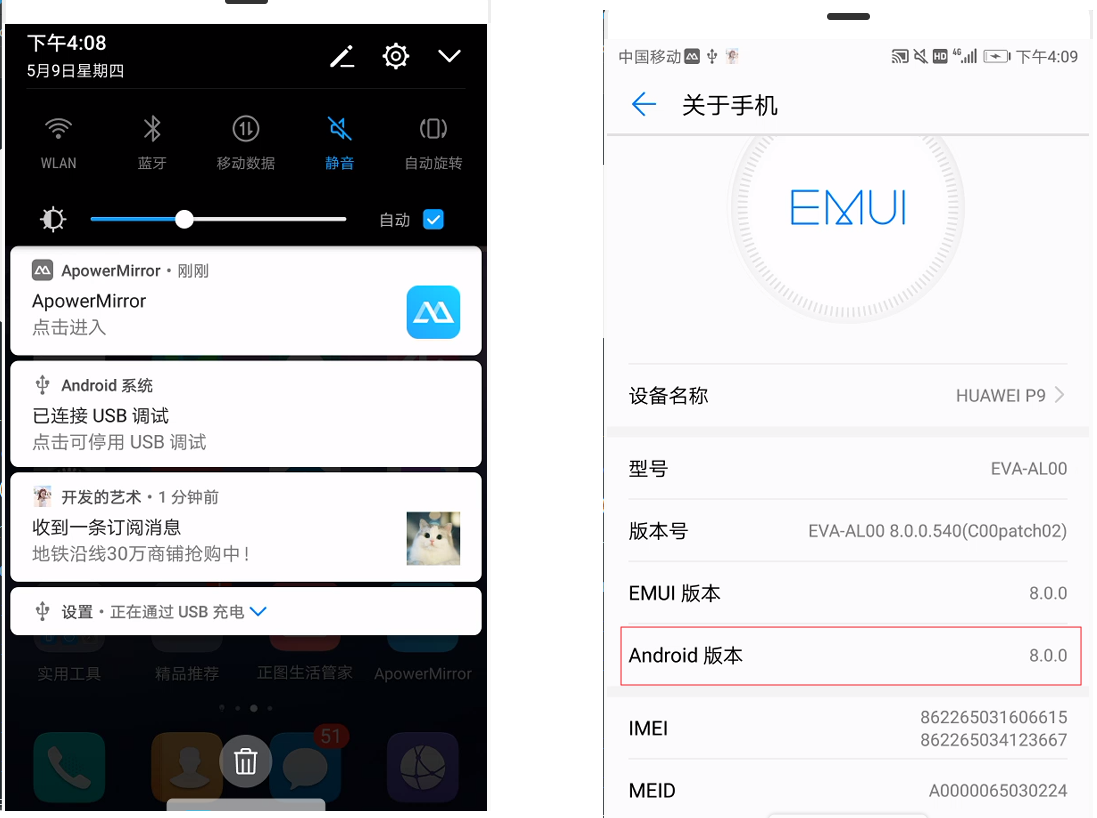 下午4:08
5月9日星期四
WLAN
蓝牙
移动数据
静音
自动旋转
自动
ApowerMirror • 刚刚
ApowerMirror
点击进入
Android 系统
已连接 USB 调试
点击可停用 USB 调试
开发的艺术 • 1 分钟前
收到一条订阅消息
地铁沿线30万商铺抢购中！
设置 • 正在通过 USB 充电
实用工具
精品推荐
正图生活管家
ApowerMirror
51
中国移动
HD
4G
下午4:09
关于手机
EMUI
设备名称
HUAWEI P9
型号
EVA-AL00
版本号
EVA-AL00 8.0.0.540(C00patch02)
EMUI 版本
8.0.0
Android 版本
8.0.0
IMEI
862265031606615
862265034123667
MEID
A0000065030224